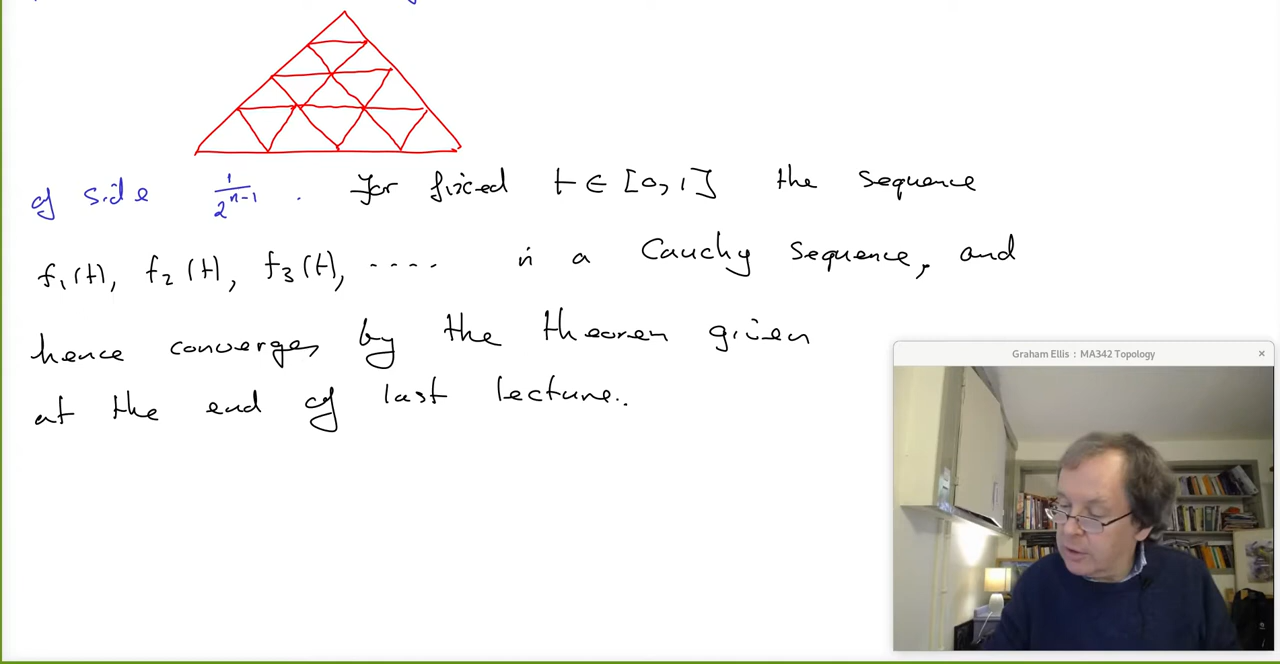 of side 1/2^{n-1} . For fixed t ∈ [0,1] the sequence
f₁(t), f₂(t), f₃(t), .... is a Cauchy sequence, and
hence converges by the theorem given
at the end of last lecture..
Graham Ellis : MA342 Topology